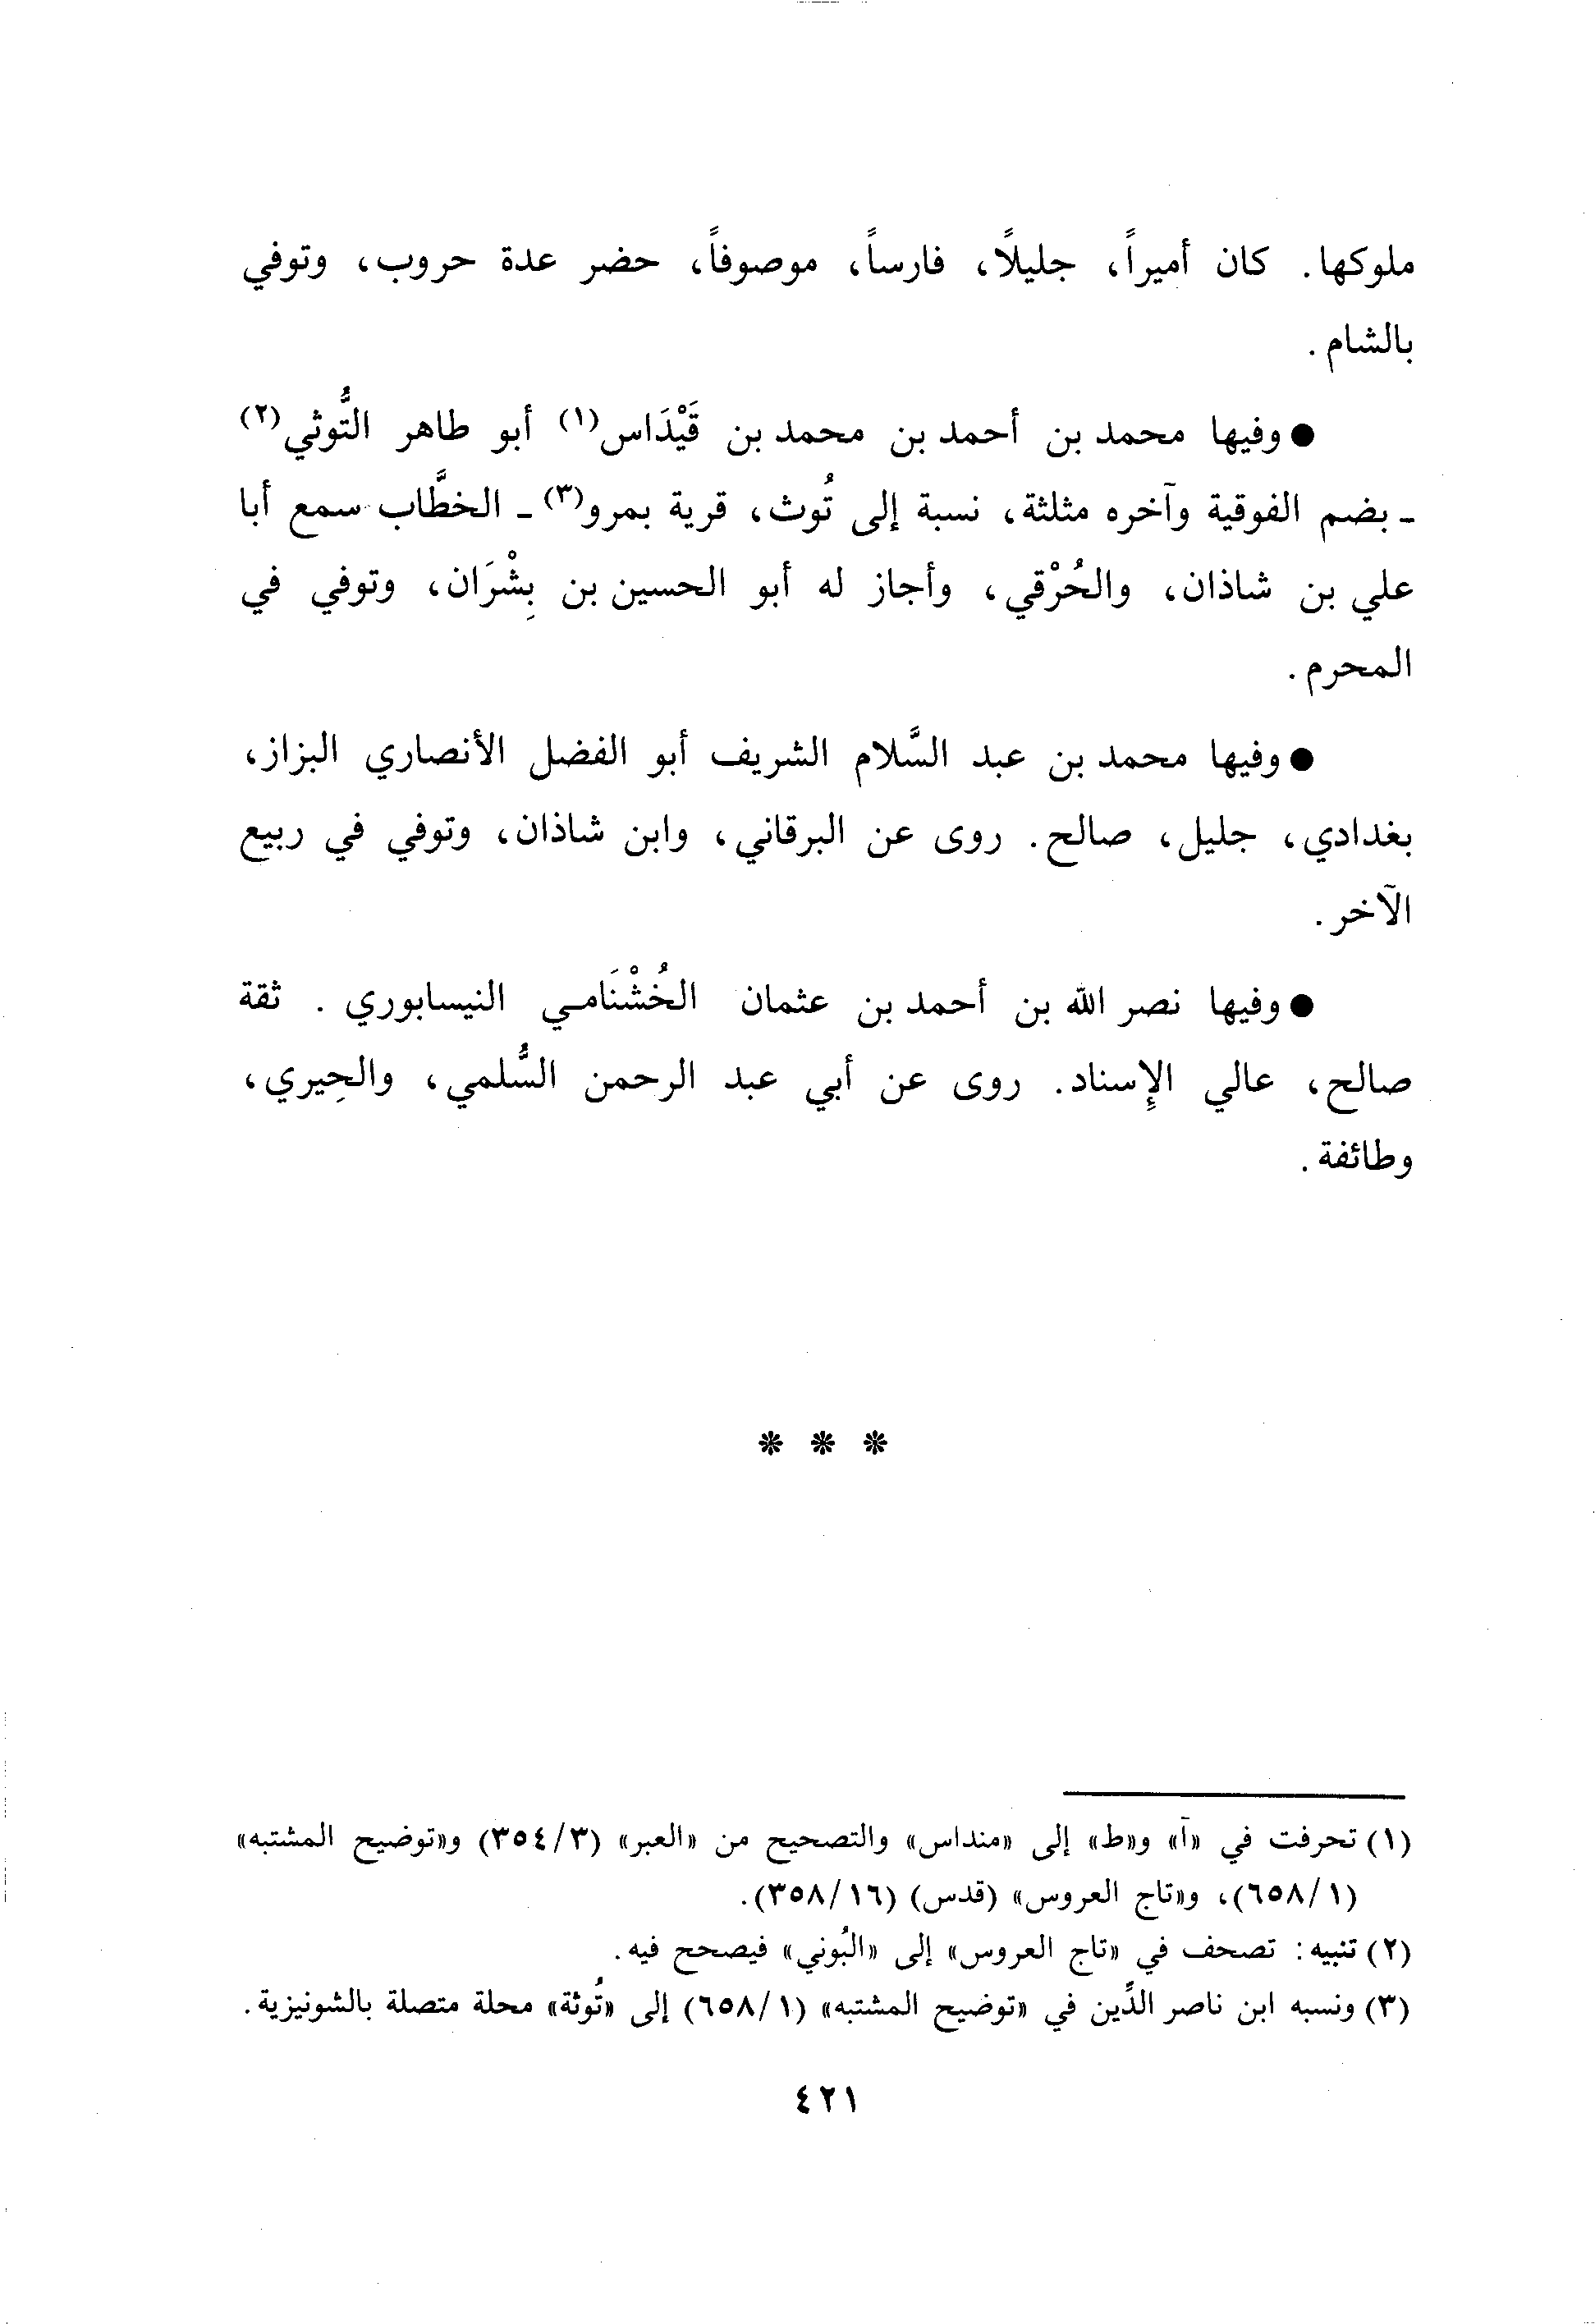 ملوكها. كان أميراً، جليلاً، فارساً، موصوفاً، حضر عدة حروب، وتوفي
بالشام.
● وفيها محمد بن أحمد بن محمد بن قَيْدَاس(١) أبو طاهر التُّوثي(٢)
- بضم الفوقية وآخره مثلثة، نسبة إلى تُوث، قرية بمرو(٣) - الخطَّاب سمع أبا
علي بن شاذان، والحُرْقي، وأجاز له أبو الحسين بن بِشْرَان، وتوفي في
المحرم.
● وفيها محمد بن عبد السَّلام الشريف أبو الفضل الأنصاري البزاز،
بغدادي، جليل، صالح. روى عن البرقاني، وابن شاذان، وتوفي في ربيع
الآخر.
● وفيها نصر الله بن أحمد بن عثمان الخُشْنَامي النيسابوري . ثقة
صالح، عالي الإسناد. روى عن أبي عبد الرحمن السُّلمي، والحِيري،
وطائفة.
* * *
(١) تحرفت في «آ» و«ط» إلى «منداس» والتصحيح من «العبر» (٣/ ٣٥٤) و«توضيح المشتبه»
(١/ ٦٥٨)، و«تاج العروس» (قدس) (١٦/ ٣٥٨).
(٢) تنبيه: تصحف في «تاج العروس» إلى «البُوني» فيصحح فيه.
(٣) ونسبه ابن ناصر الدِّين في «توضيح المشتبه» (١/ ٦٥٨) إلى «تُوثة» محلة متصلة بالشونيزية.
٤٢١